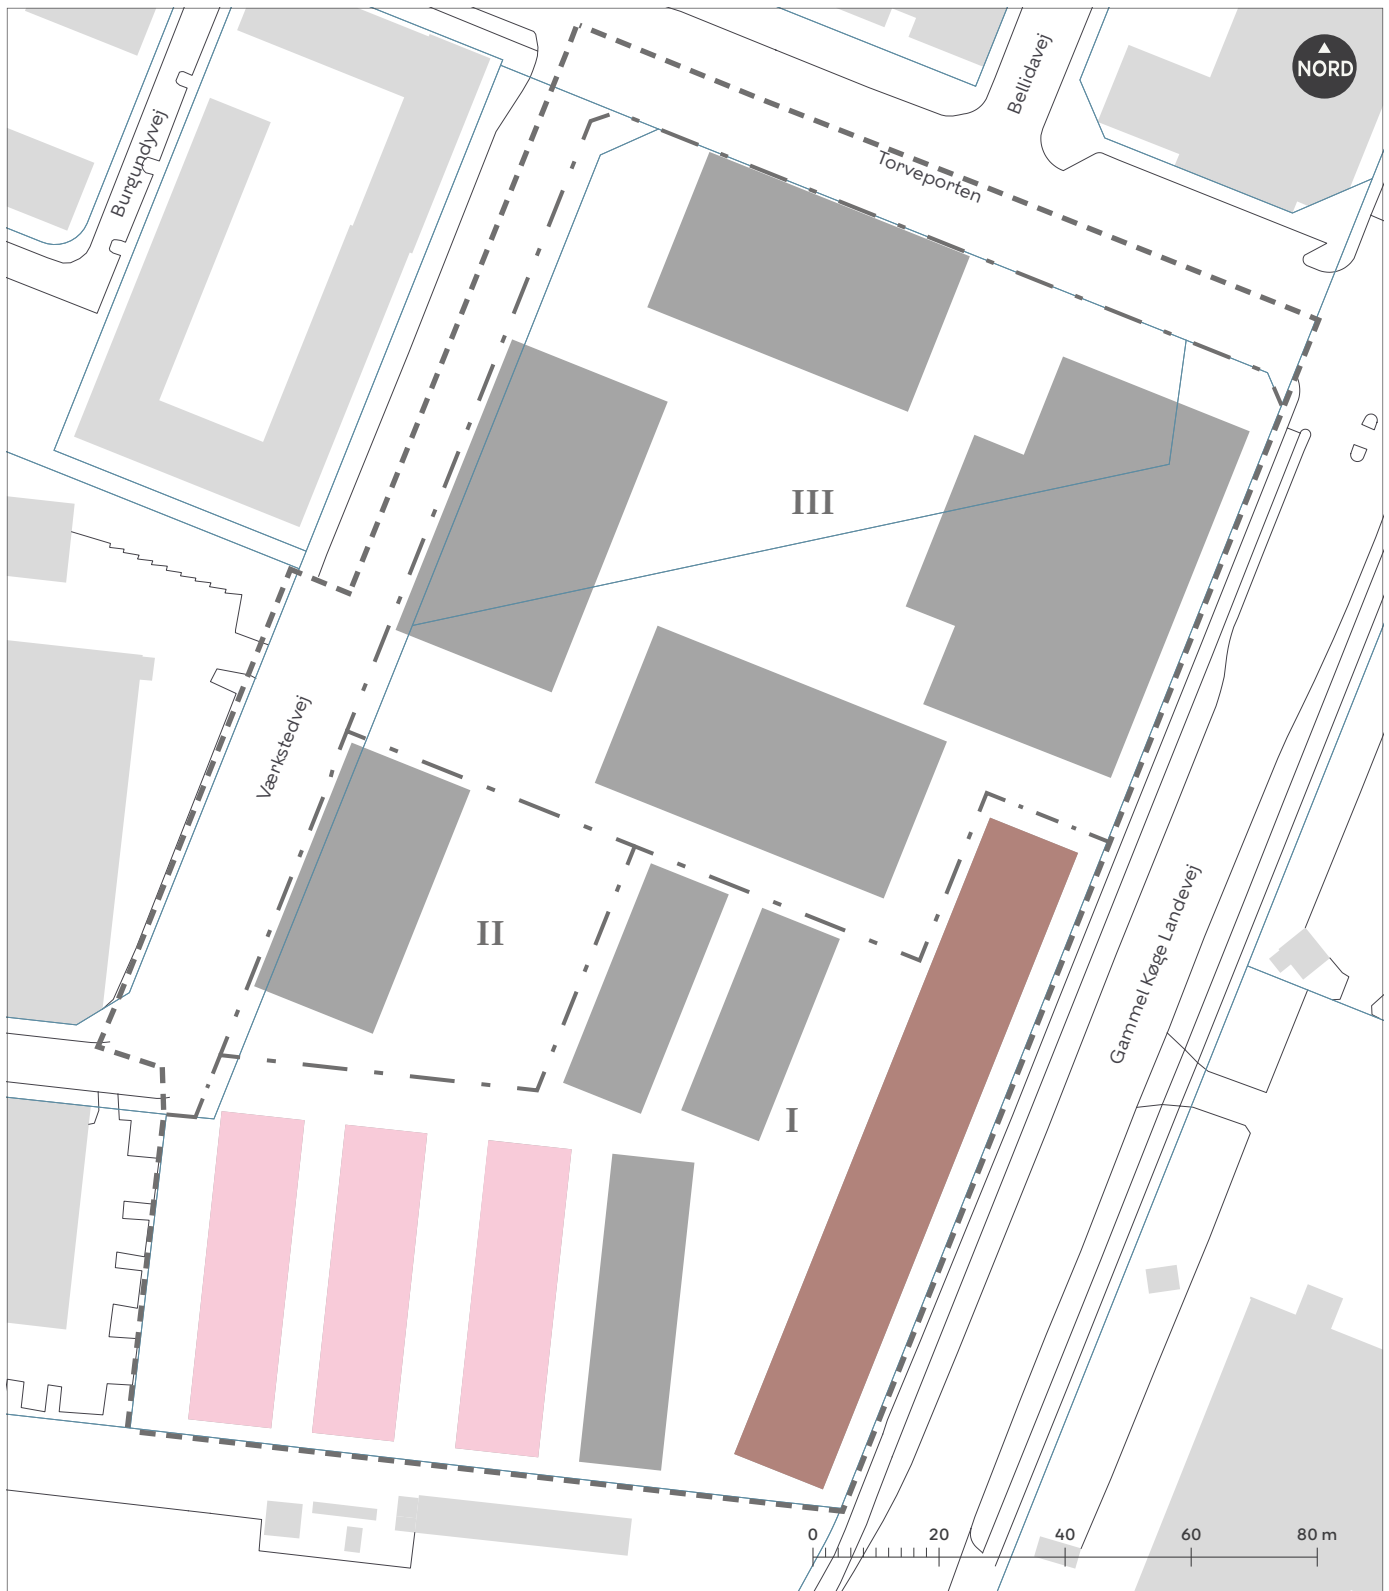 NORD
Bellidavej
Burgundyvej
Torveporten
III
Værkstedvej
II
Gammel Køge Landevej
I
0 20 40 60 80 m